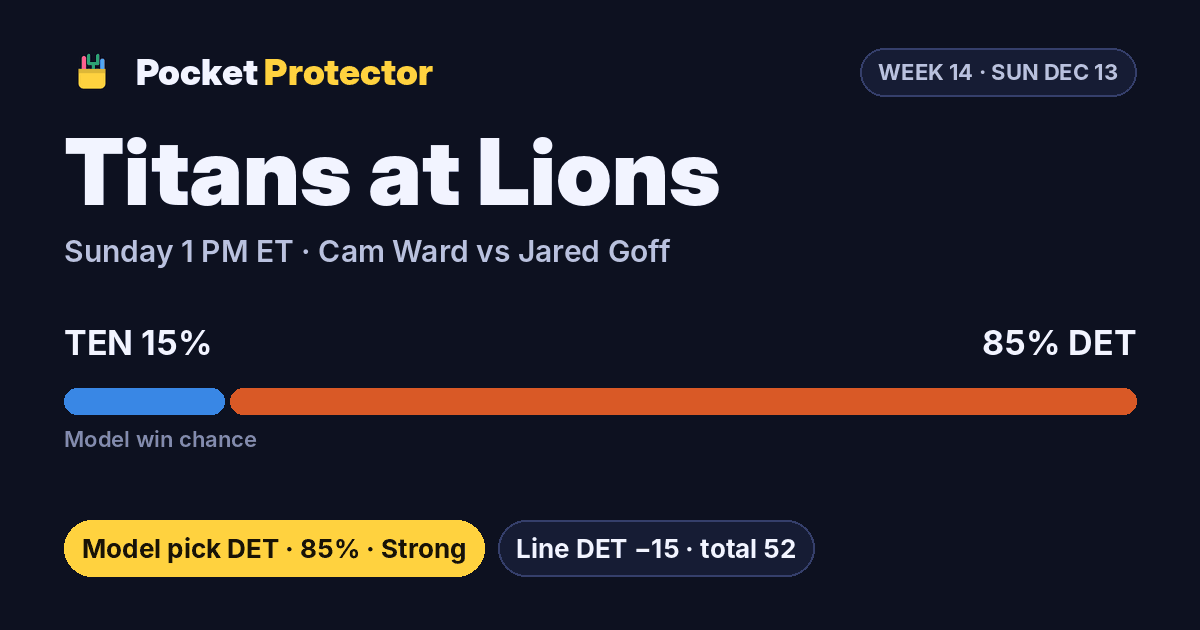 Pocket Protector
WEEK 14 · SUN DEC 13
Titans at Lions
Sunday 1 PM ET · Cam Ward vs Jared Goff
TEN 15%
85% DET
Model win chance
Model pick DET · 85% · Strong
Line DET −15 · total 52